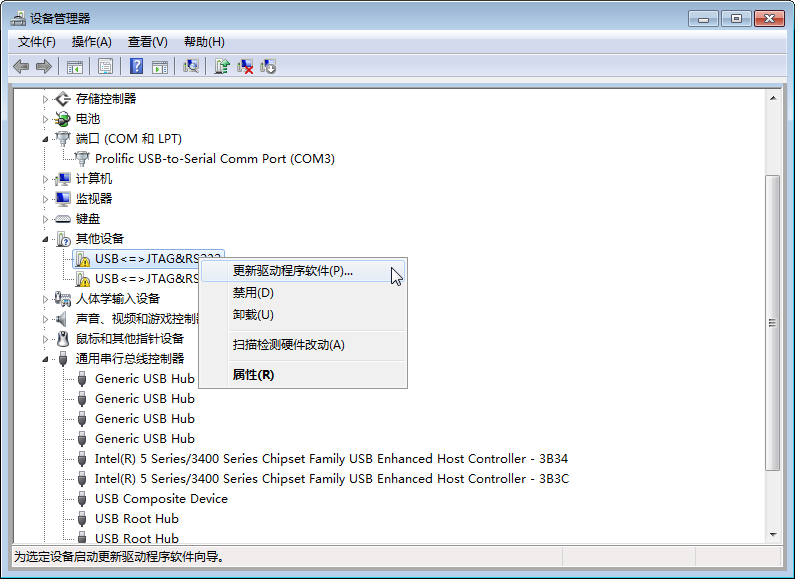 设备管理器
文件(F) 操作(A) 查看(V) 帮助(H)
存储控制器
电池
端口 (COM 和 LPT)
Prolific USB-to-Serial Comm Port (COM3)
计算机
监视器
键盘
其他设备
USB<=>JTAG&RS232
USB<=>JTAG&RS
更新驱动程序软件(P)...
禁用(D)
卸载(U)
扫描检测硬件改动(A)
属性(R)
人体学输入设备
声音、视频和游戏控制
鼠标和其他指针设备
通用串行总线控制器
Generic USB Hub
Generic USB Hub
Generic USB Hub
Generic USB Hub
Intel(R) 5 Series/3400 Series Chipset Family USB Enhanced Host Controller - 3B34
Intel(R) 5 Series/3400 Series Chipset Family USB Enhanced Host Controller - 3B3C
USB Composite Device
USB Root Hub
USB Root Hub
为选定设备启动更新驱动程序软件向导。